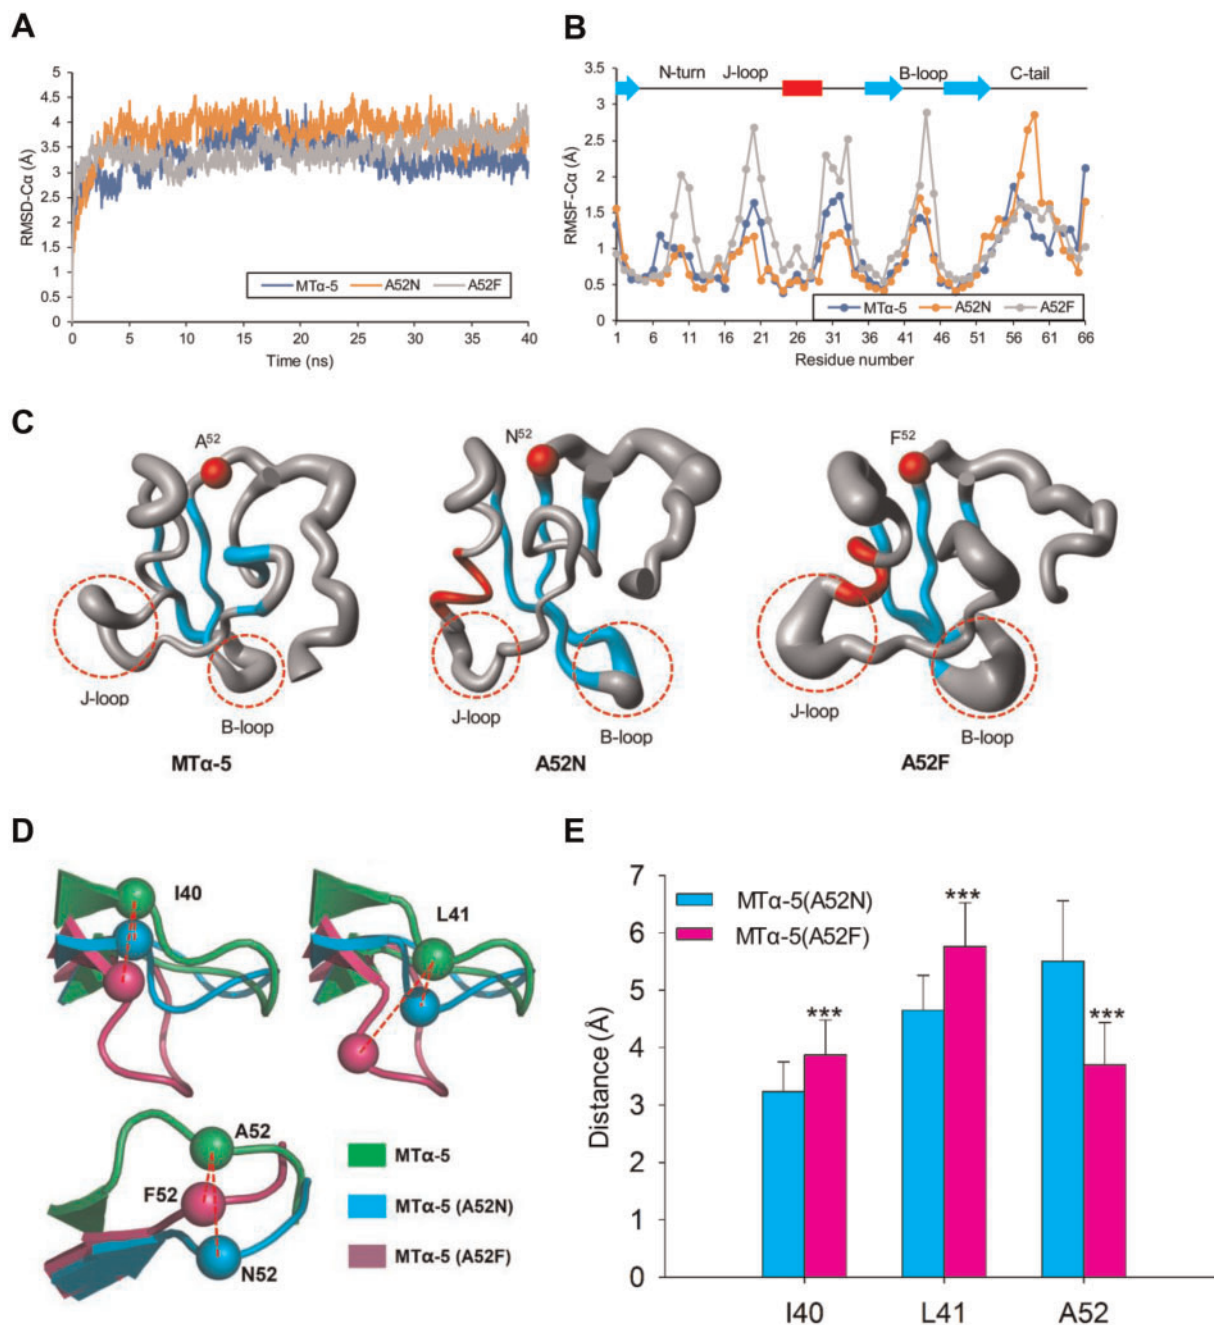 A
5
4.5
4
3.5
3
2.5
2
1.5
1
0.5
0
RMSD-Cα (Å)
MTα-5 A52N A52F
0 5 10 15 20 25 30 35 40
Time (ns)
B
N-turn J-loop B-loop C-tail
3.5
3
2.5
2
1.5
1
0.5
0
RMSF-Cα (Å)
MTα-5 A52N A52F
1 6 11 16 21 26 31 36 41 46 51 56 61 66
Residue number
C
A52
J-loop
B-loop
MTα-5
N52
J-loop
B-loop
A52N
F52
J-loop
B-loop
A52F
D
I40
L41
A52
F52
N52
MTα-5
MTα-5 (A52N)
MTα-5 (A52F)
E
7
6
5
4
3
2
1
0
Distance (Å)
MTα-5(A52N)
MTα-5(A52F)
***
***
***
I40 L41 A52